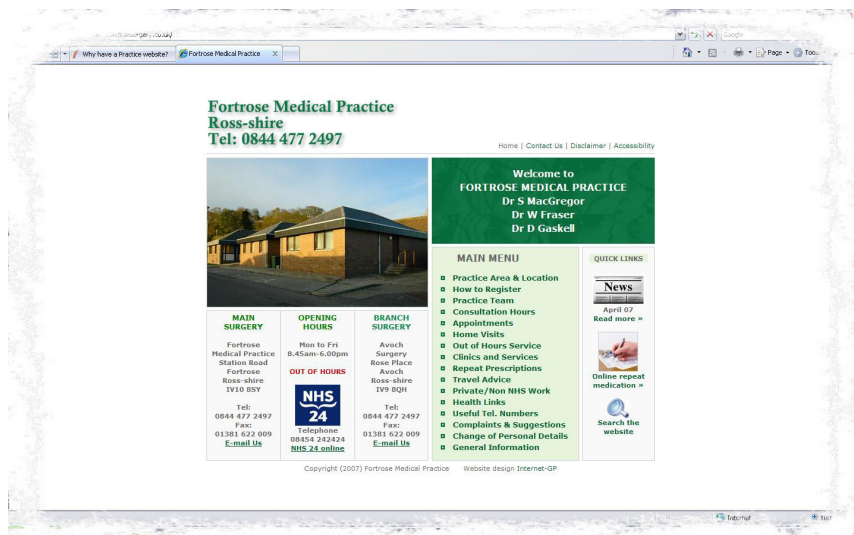 Why have a Practice website?
Fortrose Medical Practice
Google
Page
Fortrose Medical Practice
Ross-shire
Tel: 0844 477 2497
Home | Contact Us | Disclaimer | Accessibility
Welcome to
FORTROSE MEDICAL PRACTICE
Dr S MacGregor
Dr W Fraser
Dr D Gaskell
MAIN
SURGERY
Fortrose
Medical Practice
Station Road
Fortrose
Ross-shire
IV10 8SY
Tel:
0844 477 2497
Fax:
01381 622 009
E-mail Us
OPENING
HOURS
Mon to Fri
8.45am-6.00pm
OUT OF HOURS
NHS
24
Telephone
08454 242424
NHS 24 online
BRANCH
SURGERY
Avoch
Surgery
Rose Place
Avoch
Ross-shire
IV9 8QH
Tel:
0844 477 2497
Fax:
01381 622 009
E-mail Us
MAIN MENU
Practice Area & Location
How to Register
Practice Team
Consultation Hours
Appointments
Home Visits
Out of Hours Service
Clinics and Services
Repeat Prescriptions
Travel Advice
Private/Non NHS Work
Health Links
Useful Tel. Numbers
Complaints & Suggestions
Change of Personal Details
General Information
QUICK LINKS
News
April 07
Read more »
Online repeat
medication »
Search the
website
Copyright (2007) Fortrose Medical Practice Website design Internet-GP
Internet